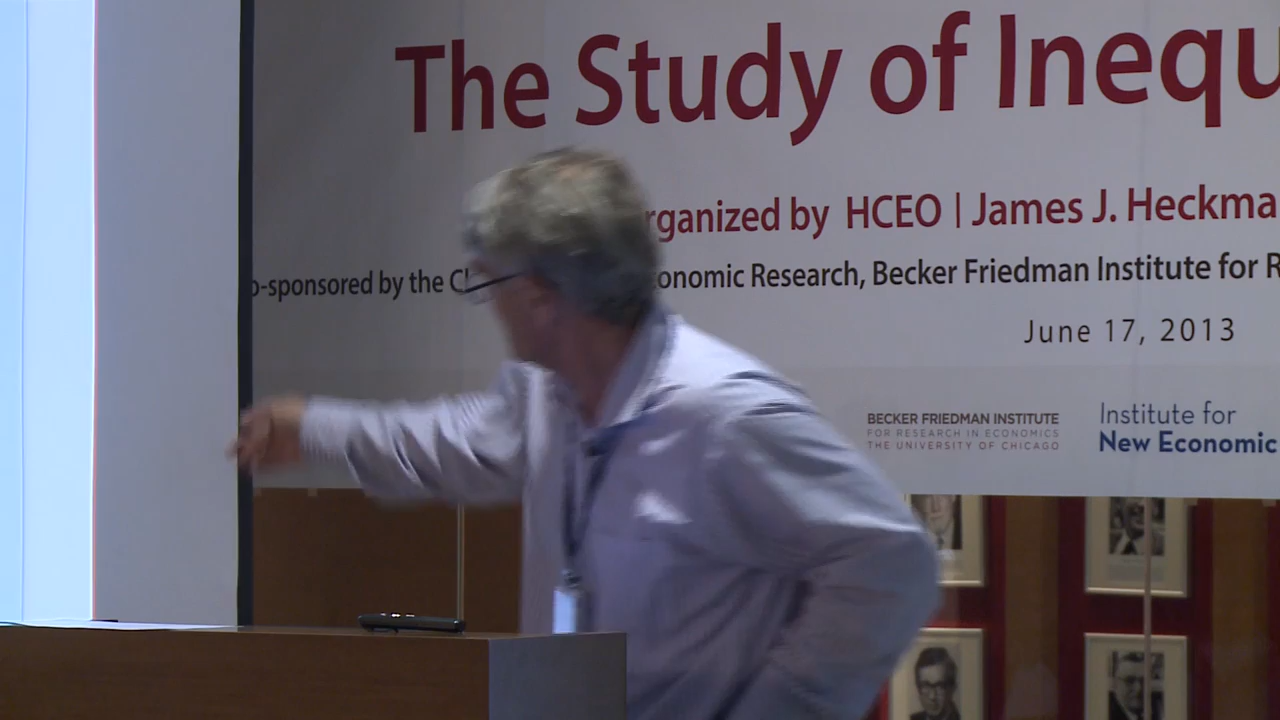 The Study of Inequ
rganized by HCEO | James J. Heckma
o-sponsored by the C onomic Research, Becker Friedman Institute for R
June 17, 2013
BECKER FRIEDMAN INSTITUTE
FOR RESEARCH IN ECONOMICS
THE UNIVERSITY OF CHICAGO
Institute for
New Economic